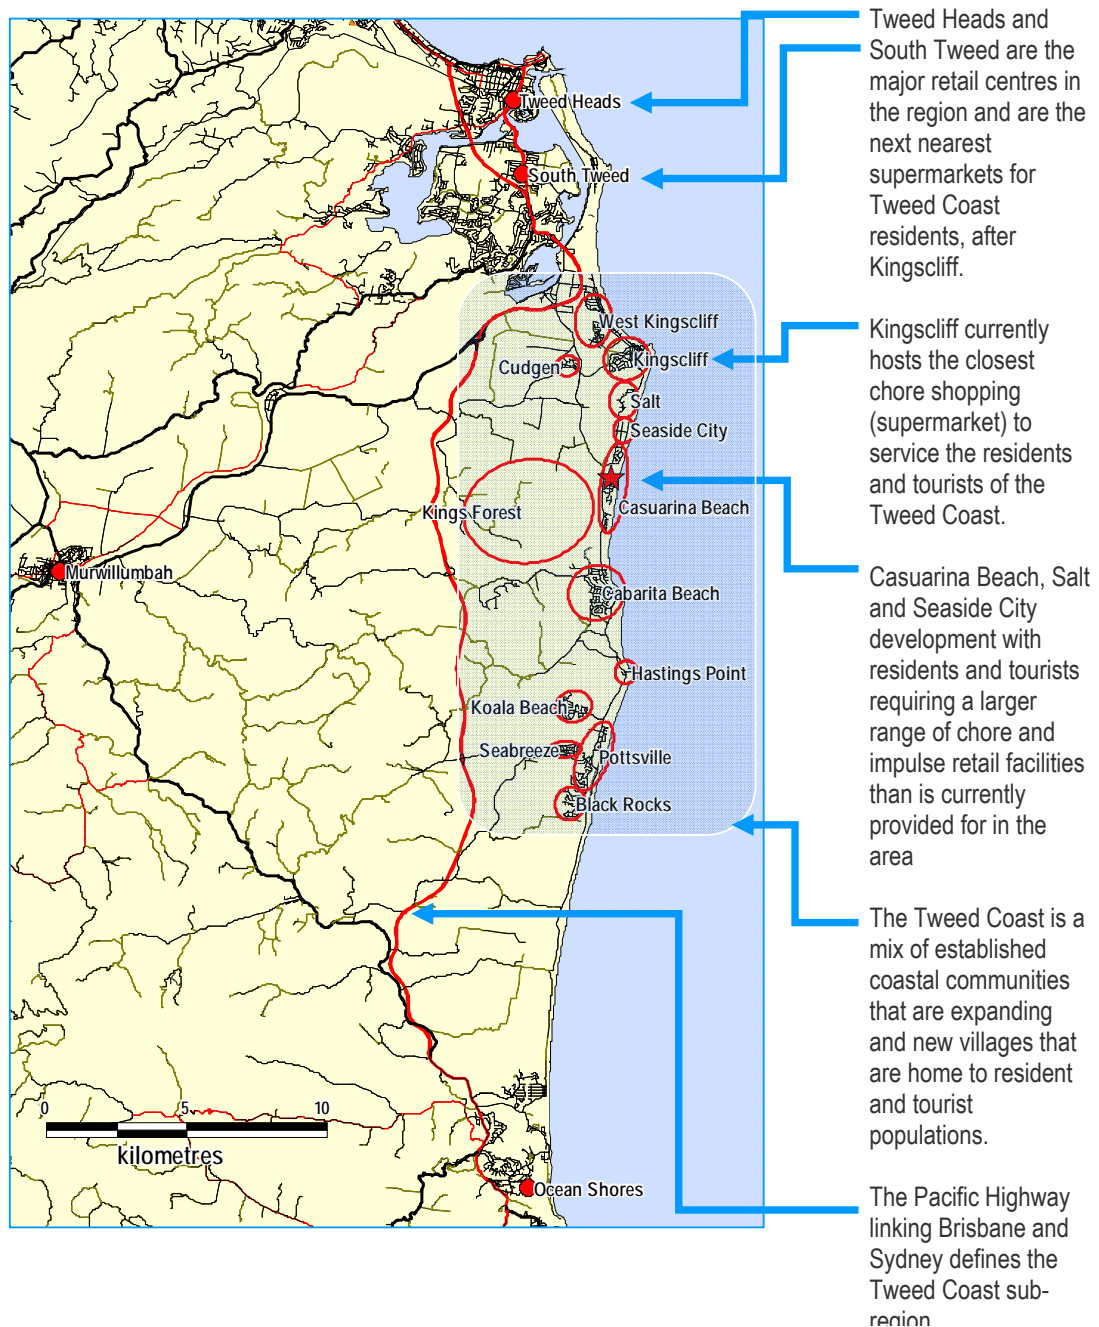 Tweed Heads and
South Tweed are the
major retail centres in
the region and are the
next nearest
supermarkets for
Tweed Coast
residents, after
Kingscliff.
Kingscliff currently
hosts the closest
chore shopping
(supermarket) to
service the residents
and tourists of the
Tweed Coast.
Casuarina Beach, Salt
and Seaside City
development with
residents and tourists
requiring a larger
range of chore and
impulse retail facilities
than is currently
provided for in the
area
The Tweed Coast is a
mix of established
coastal communities
that are expanding
and new villages that
are home to resident
and tourist
populations.
The Pacific Highway
linking Brisbane and
Sydney defines the
Tweed Coast sub-
region
Tweed Heads
South Tweed
West Kingscliff
Kingscliff
Cudgen
Salt
Seaside City
Casuarina Beach
Kings Forest
Murwillumbah
Cabarita Beach
Hastings Point
Koala Beach
Seabreeze
Pottsville
Black Rocks
0 5 10
kilometres
Ocean Shores